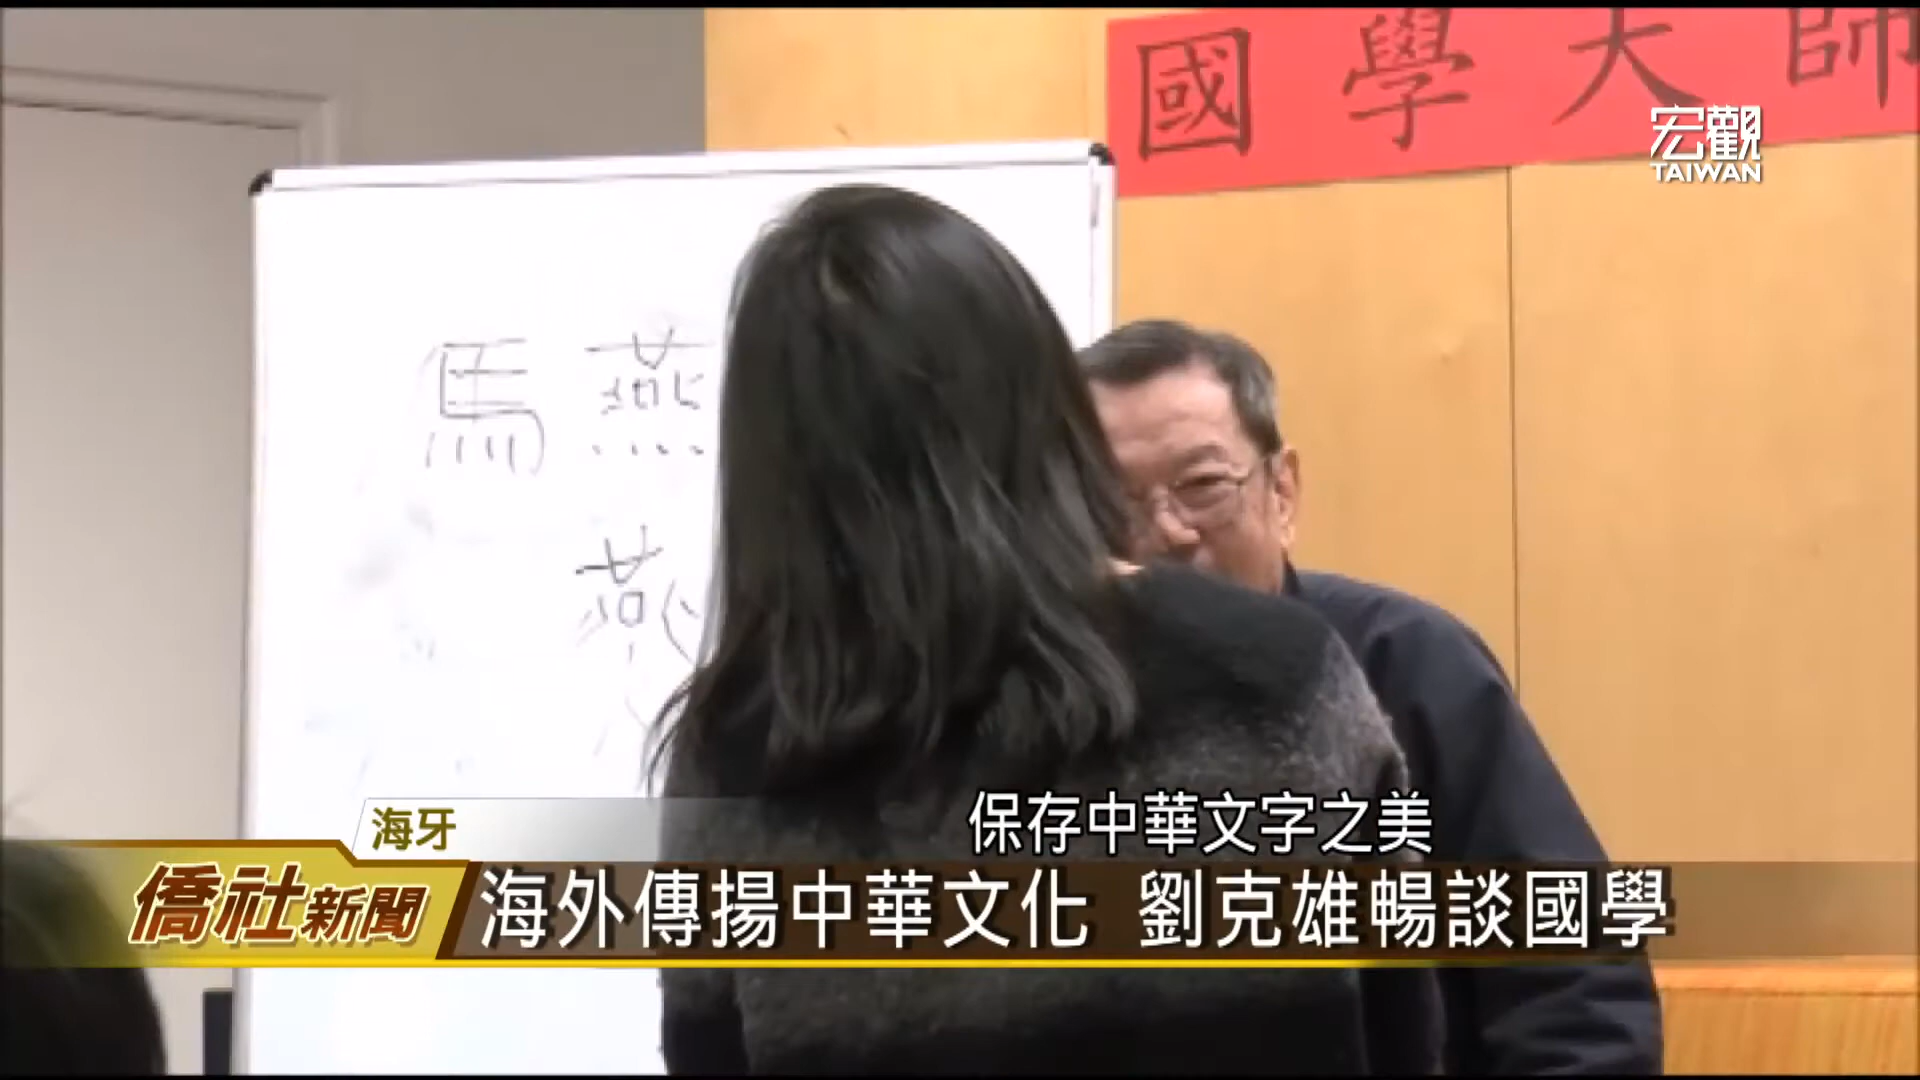 國學大師
宏觀
TAIWAN
馬燕
燕
海牙
保存中華文字之美
僑社新聞
海外傳揚中華文化 劉克雄暢談國學